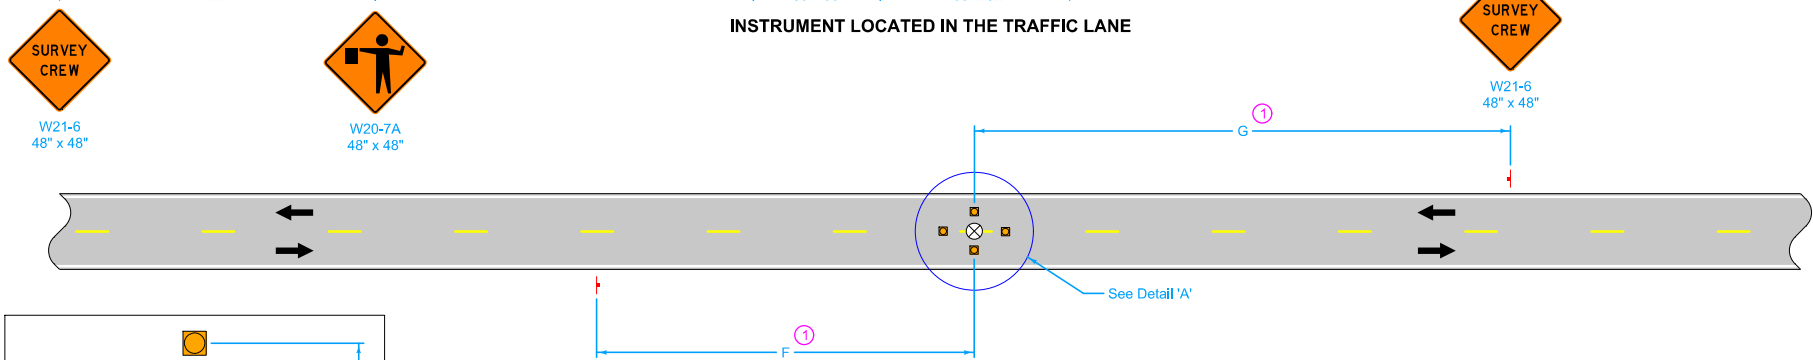 INSTRUMENT LOCATED IN THE TRAFFIC LANE
SURVEY
CREW
W21-6
48" x 48"
W20-7A
48" x 48"
SURVEY
CREW
W21-6
48" x 48"
1
G
See Detail 'A'
1
F